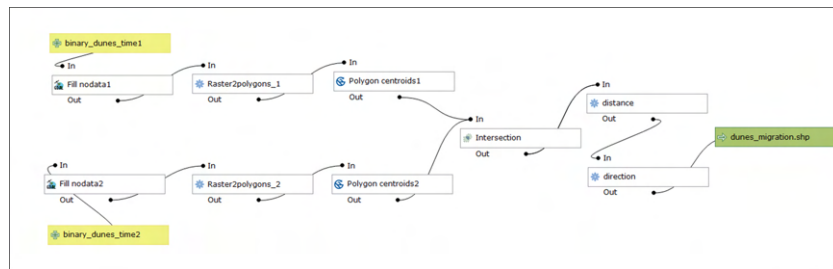 binary_dunes_time1
In
In
In
Fill nodata1
Raster2polygons_1
Polygon centroids1
Out
Out
Out
In
distance
In
Out
Intersection
dunes_migration.shp
Out
In
In
In
In
direction
Fill nodata2
Raster2polygons_2
Polygon centroids2
Out
Out
Out
Out
binary_dunes_time2